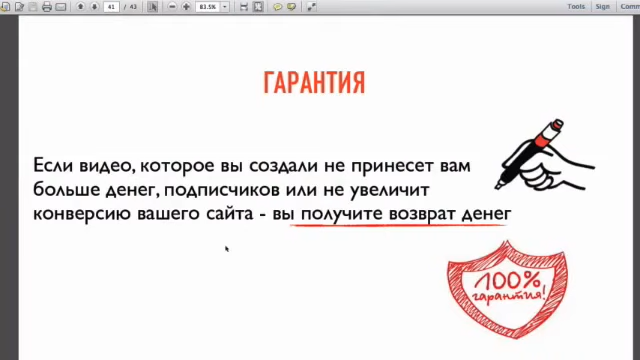 41 / 43 83.5% Tools Sign
ГАРАНТИЯ
Если видео, которое вы создали не принесет вам
больше денег, подписчиков или не увеличит
конверсию вашего сайта - вы получите возврат денег
100%
гарантия!